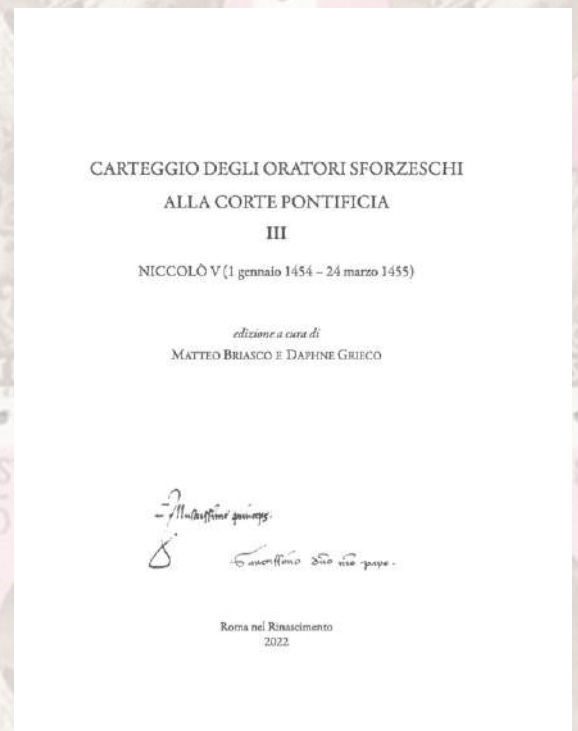 CARTEGGIO DEGLI ORATORI SFORZESCHI
ALLA CORTE PONTIFICIA
III
NICCOLÒ V (1 gennaio 1454 – 24 marzo 1455)
edizione a cura di
MATTEO BRIASCO E DAPHNE GRIECO
Roma nel Rinascimento
2022